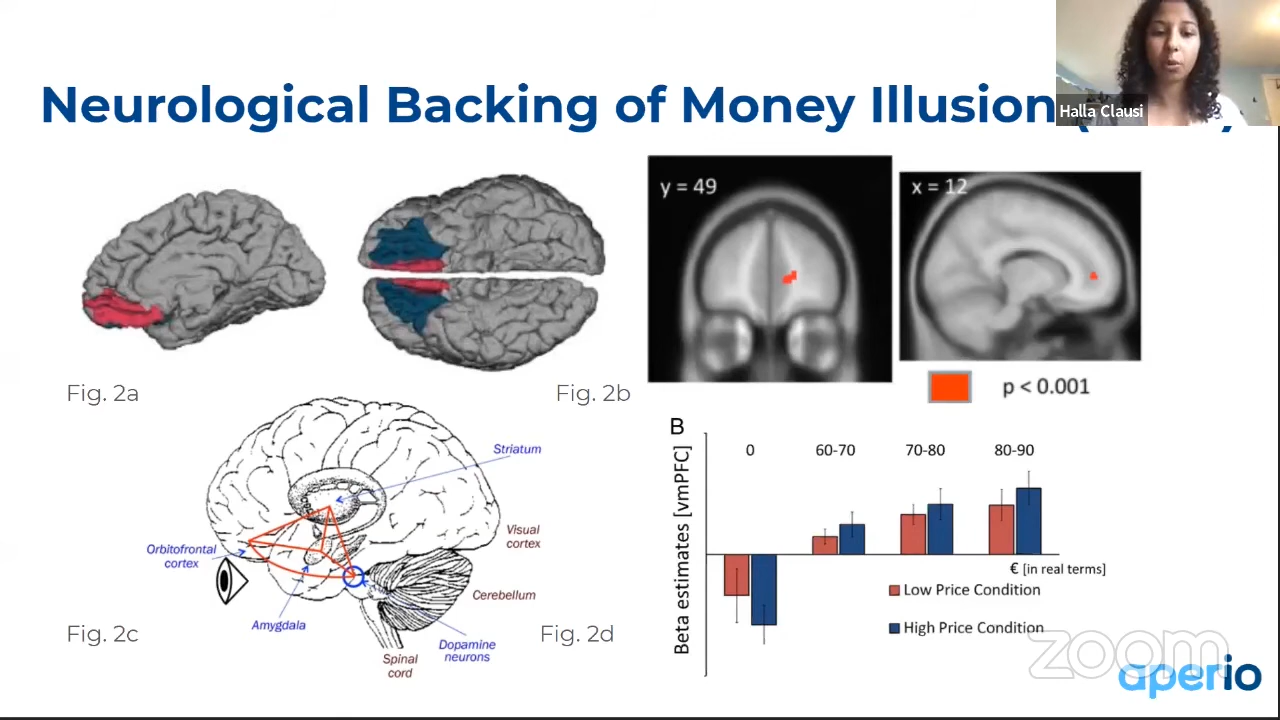 Halla Clausi
Neurological Backing of Money Illusion
y = 49
x = 12
Fig. 2a
Fig. 2b
p < 0.001
B
0
60-70
70-80
80-90
Beta estimates [vmPFC]
€ [in real terms]
Low Price Condition
High Price Condition
Striatum
Visual
cortex
Orbitofrontal
cortex
Cerebellum
Amygdala
Dopamine
neurons
Spinal
cord
Fig. 2c
Fig. 2d
zoom
aperio